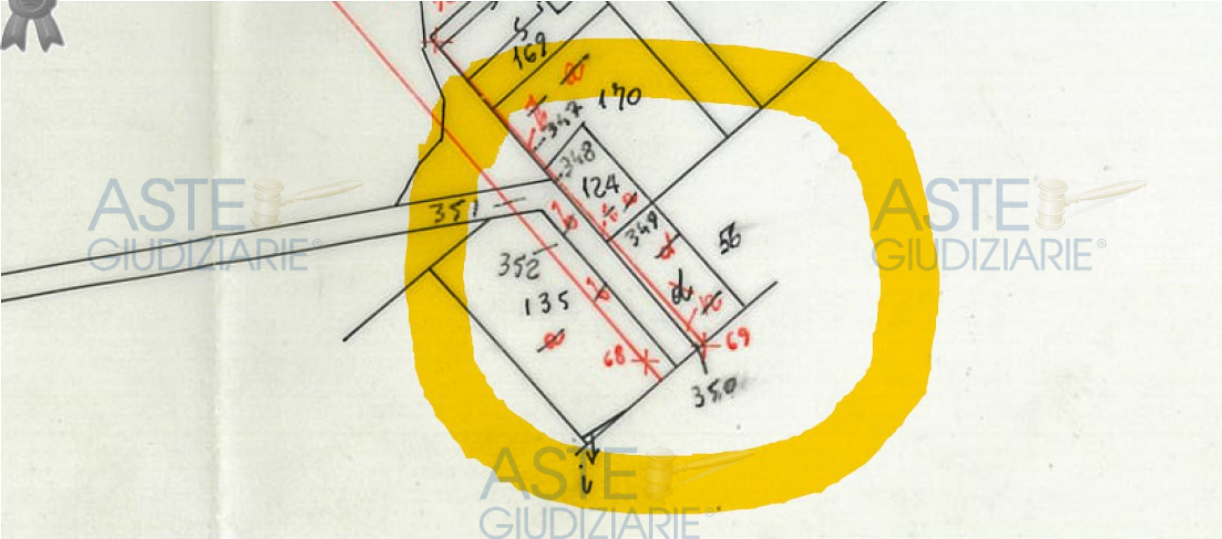 169
170
347
348
124
351
349
56
352
135
68
69
350
ASTE
GIUDIZIARIE®
ASTE
GIUDIZIARIE®
ASTE
GIUDIZIARIE®